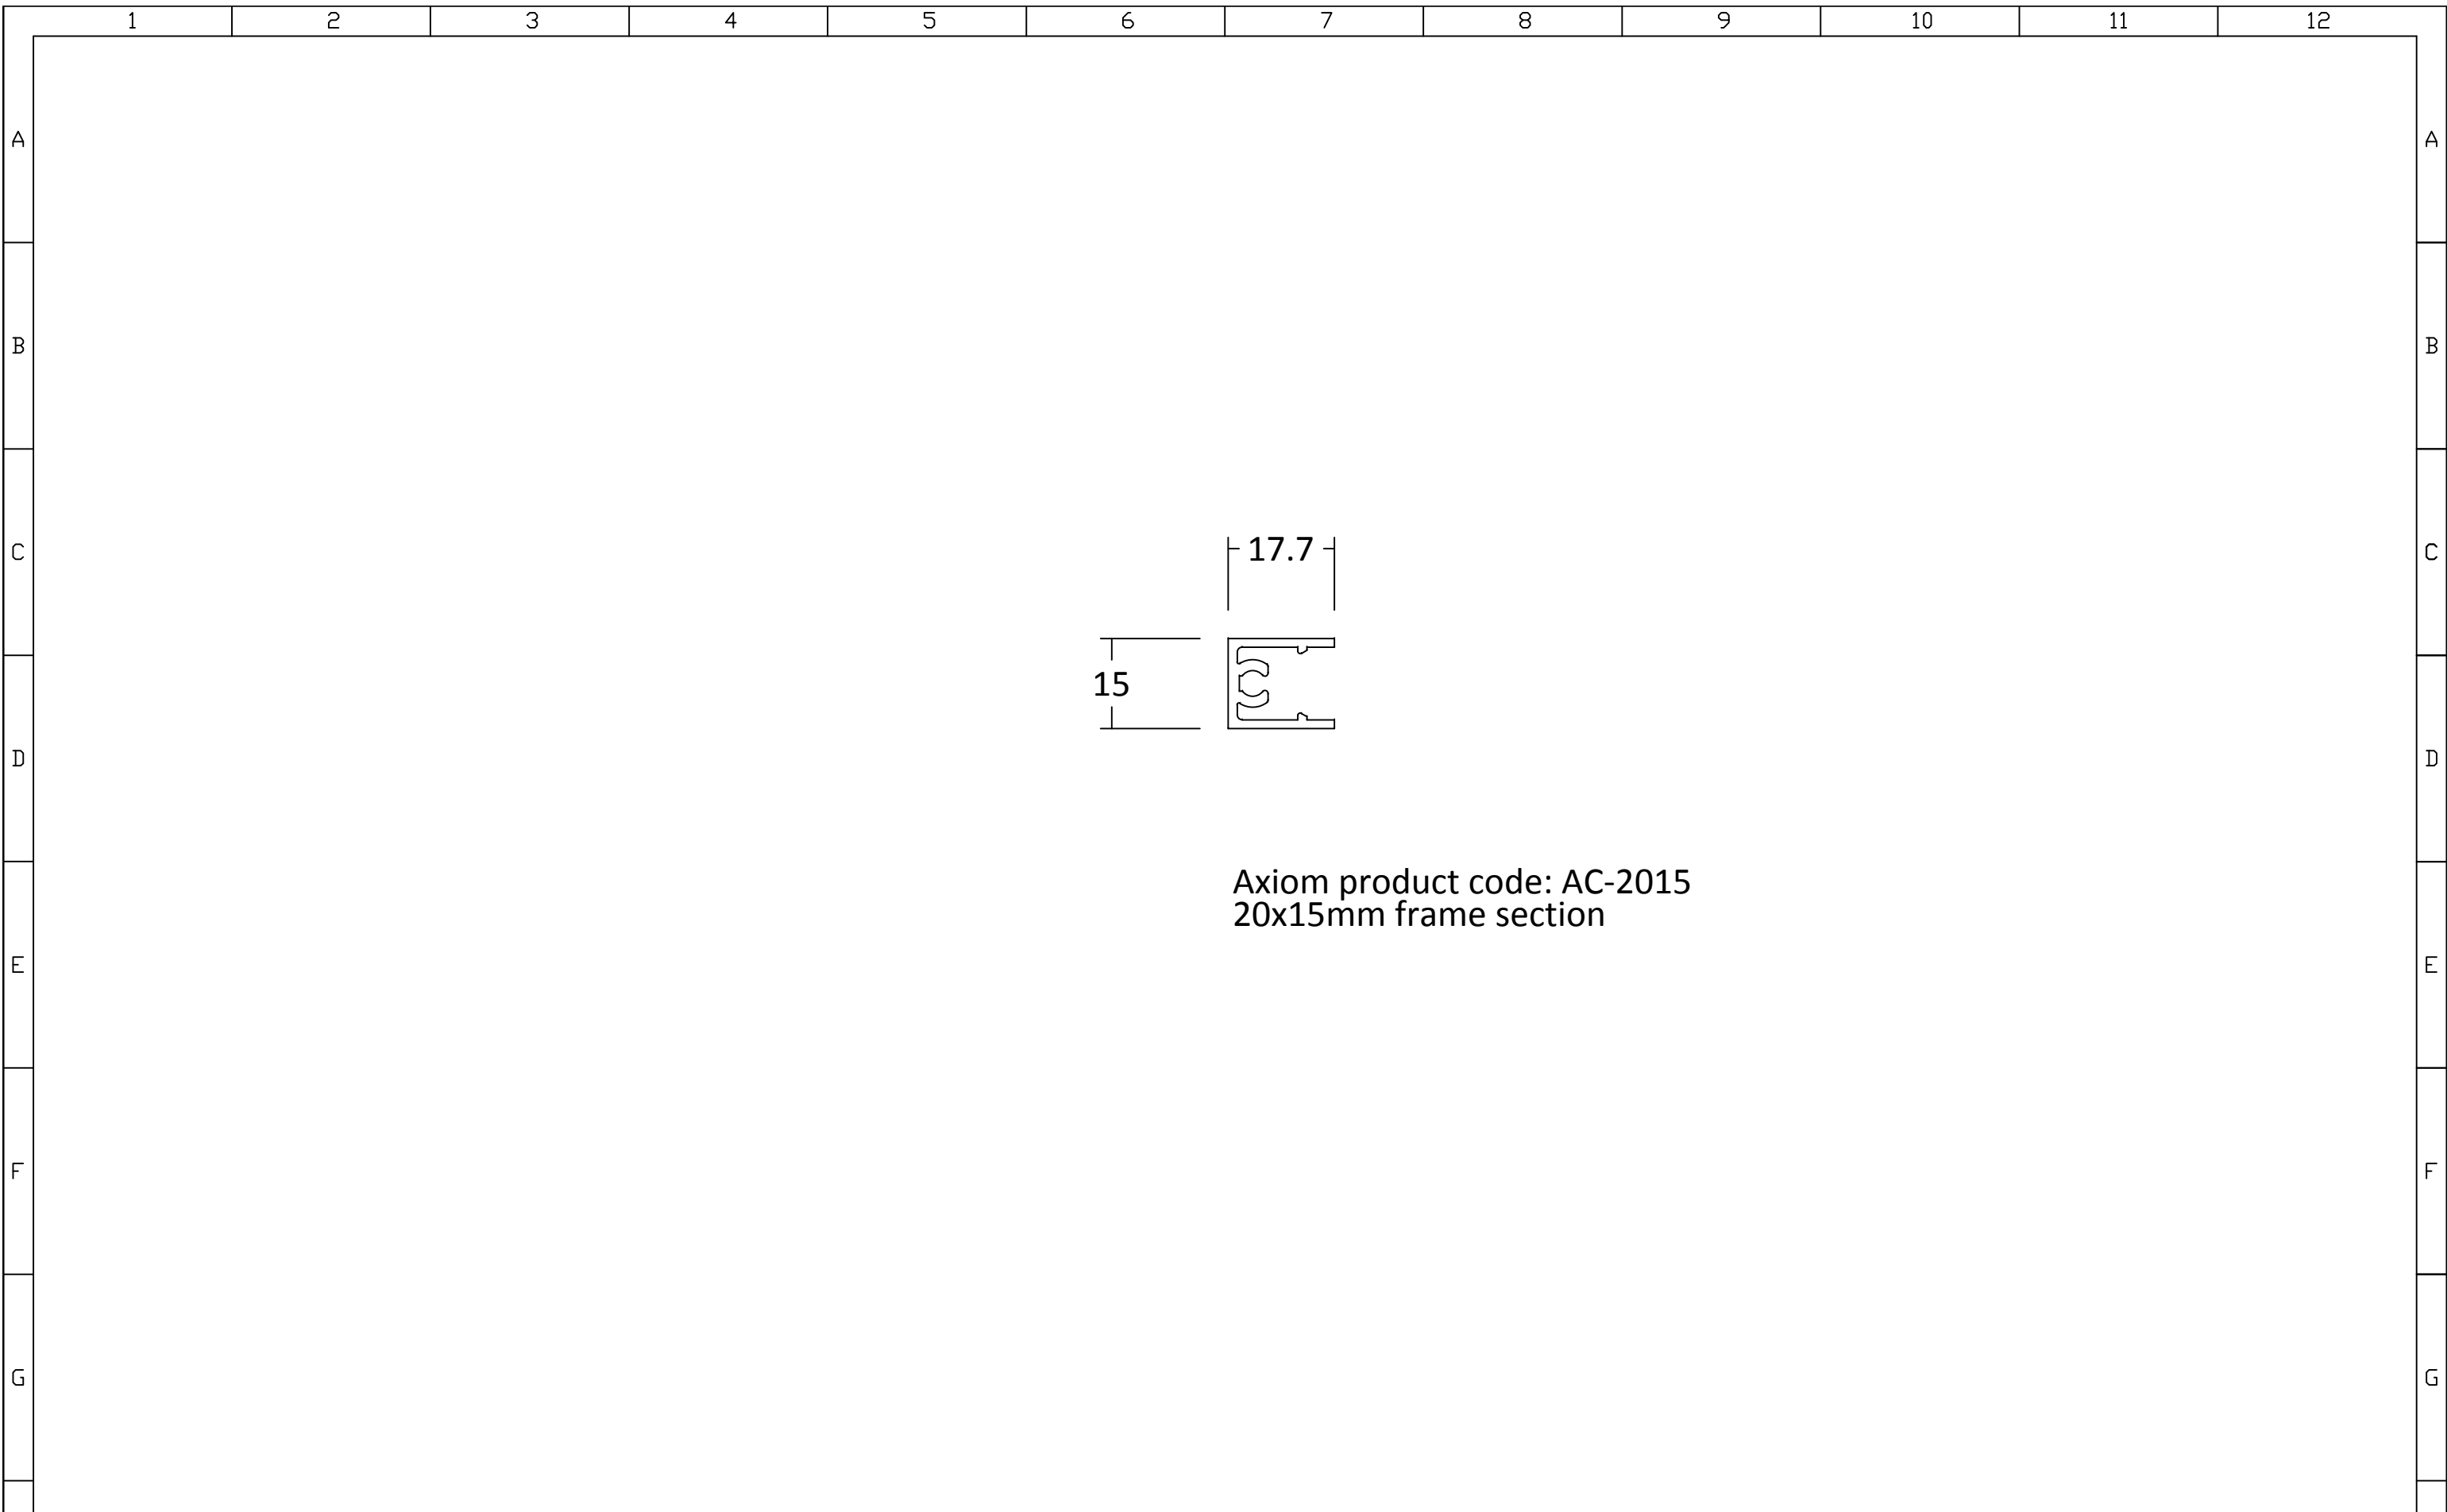 1 2 3 4 5 6 7 8 9 10 11 12
A A
B B
C C
17.7
15
D D
Axiom product code: AC-2015
20x15mm frame section
E E
F F
G G